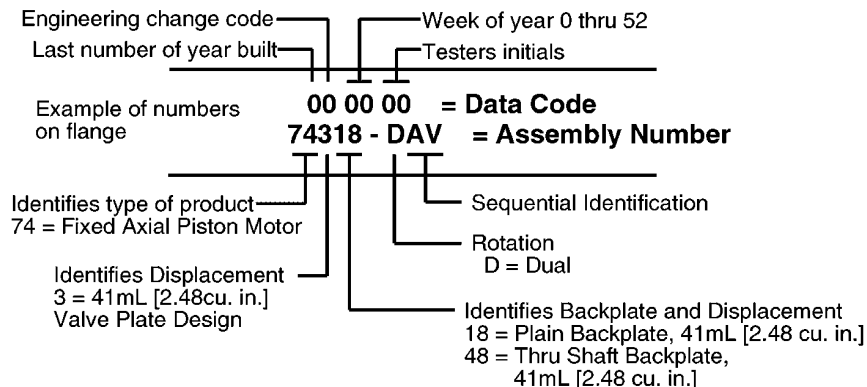 Engineering change code
Week of year 0 thru 52
Last number of year built
Testers initials
Example of numbers
on flange
00 00 00 = Data Code
74318 - DAV = Assembly Number
Identifies type of product
74 = Fixed Axial Piston Motor
Sequential Identification
Rotation
D = Dual
Identifies Displacement
3 = 41mL [2.48cu. in.]
Valve Plate Design
Identifies Backplate and Displacement
18 = Plain Backplate, 41mL [2.48 cu. in.]
48 = Thru Shaft Backplate,
41mL [2.48 cu. in.]